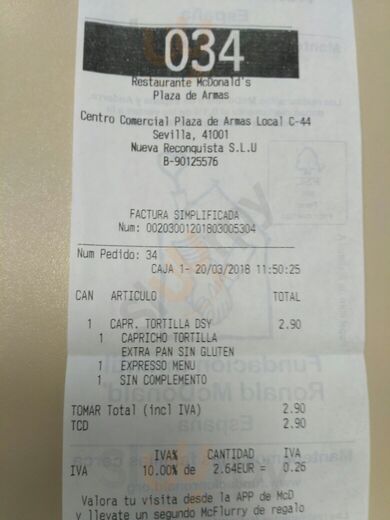 034
Restaurante McDonald's
Plaza de Armas
Centro Comercial Plaza de Armas Local C-44
Sevilla, 41001
Nueva Reconquista S.L.U
B-90125576
FACTURA SIMPLIFICADA
Num: 00203001201803005304
Num Pedido: 34
CAJA 1- 20/03/2018 11:50:25
CAN ARTICULO TOTAL
1 CAPR. TORTILLA DSY 2.90
1 CAPRICHO TORTILLA
EXTRA PAN SIN GLUTEN
1 EXPRESSO MENU
1 SIN COMPLEMENTO
TOMAR Total (incl IVA) 2.90
TCD 2.90
IVA% CANTIDAD IVA
IVA 10.00% de 2.64EUR = 0.26
Valora tu visita desde la APP de McD
y llevate un segundo McFlurry de regalo